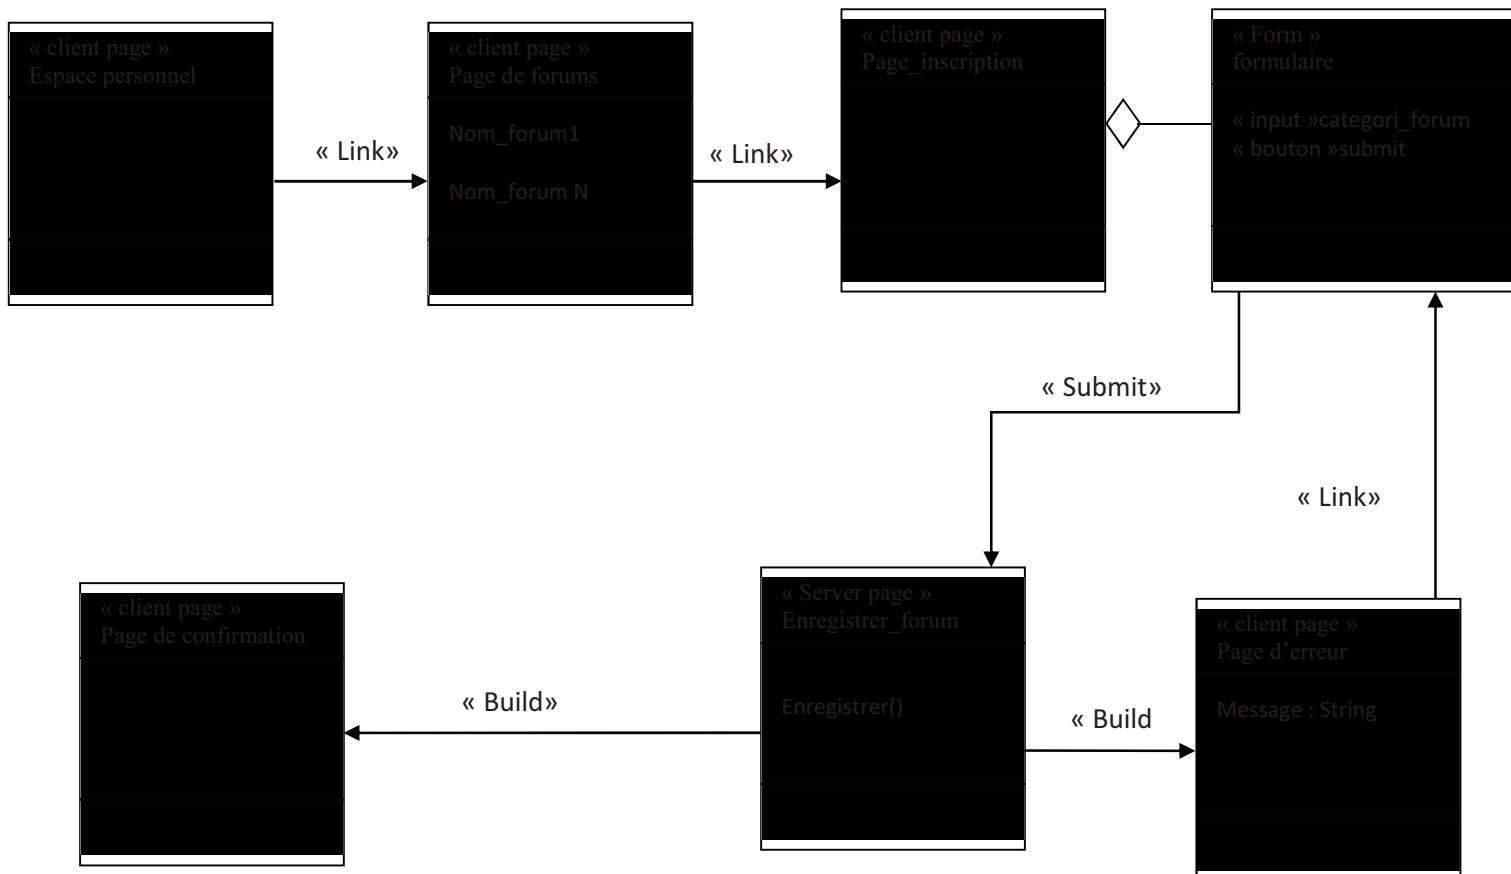 « client page »
Espace personnel
« Link»
« client page »
Page de forums
Nom_forum1
Nom_forum N
« Link»
« client page »
Page_inscription
« Form »
formulaire
« input »categori_forum
« bouton »submit
« Submit»
« Link»
« client page »
Page de confirmation
« Build»
« Server page »
Enregistrer_forum
Enregistrer()
« Build
« client page »
Page d’erreur
Message : String